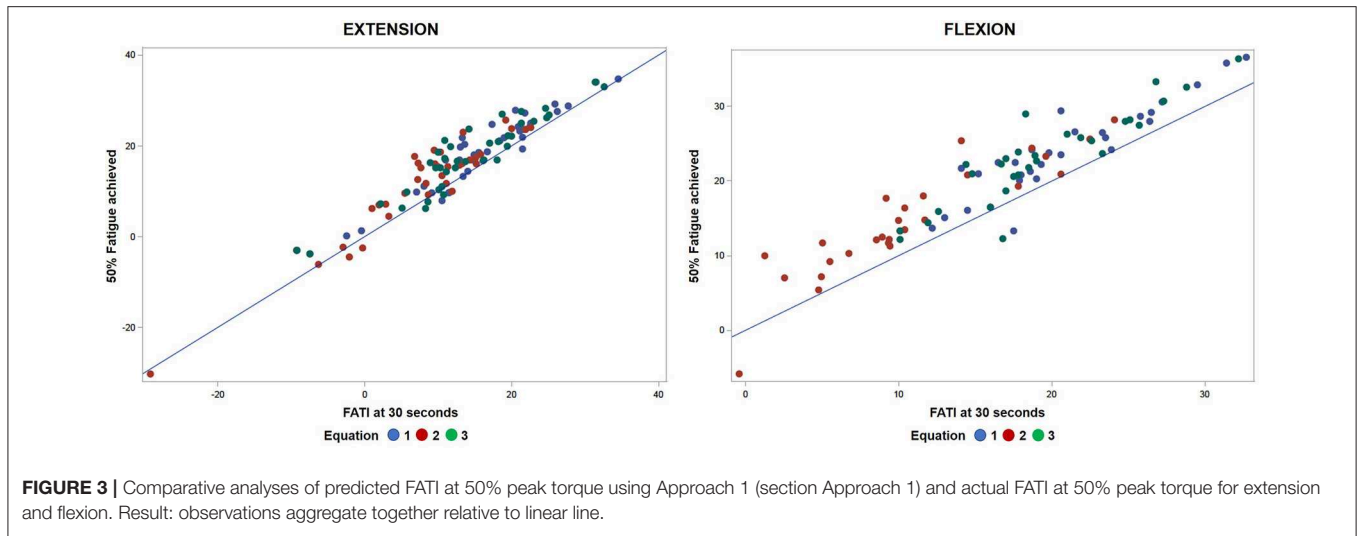 EXTENSION
40
20
0
-20
50% Fatigue achieved
-20 0 20 40
FATI at 30 seconds
Equation 1 2 3
FLEXION
30
20
10
0
50% Fatigue achieved
0 10 20 30
FATI at 30 seconds
Equation 1 2 3
FIGURE 3 | Comparative analyses of predicted FATI at 50% peak torque using Approach 1 (section Approach 1) and actual FATI at 50% peak torque for extension
and flexion. Result: observations aggregate together relative to linear line.